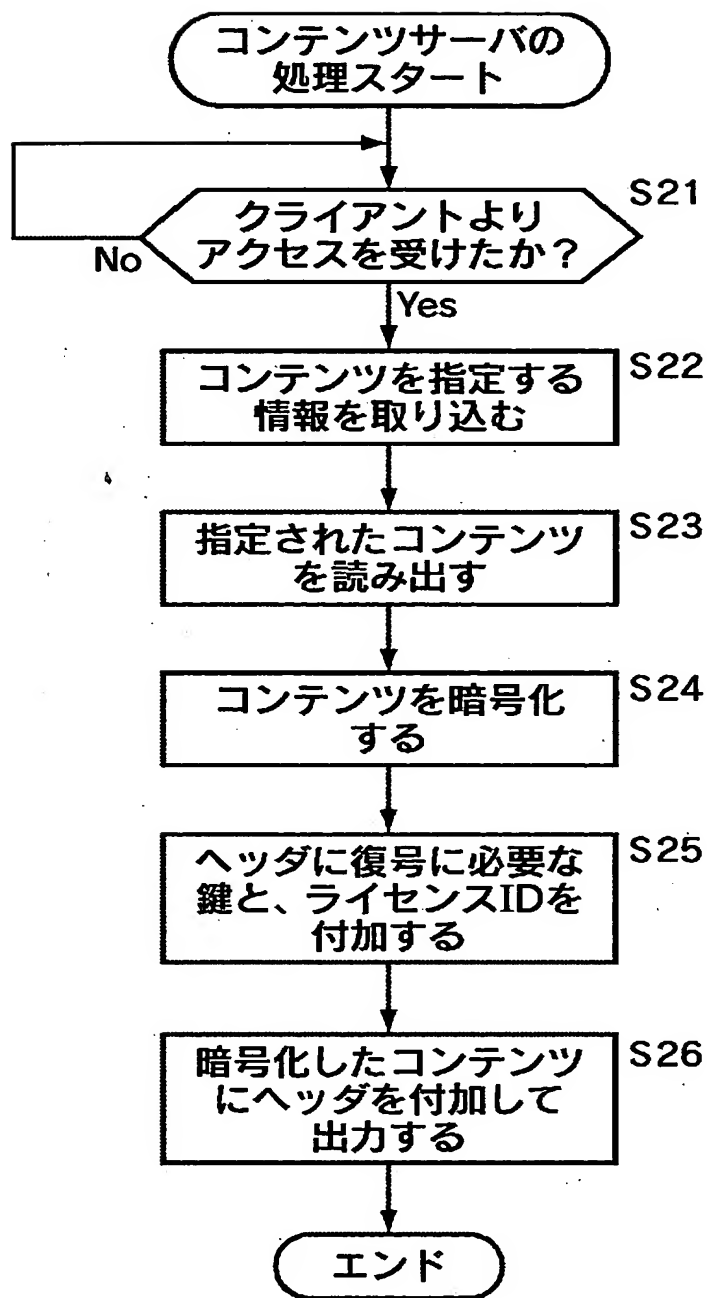 コンテンツサーバの
処理スタート
S21
クライアントより
アクセスを受けたか？
No
Yes
S22
コンテンツを指定する
情報を取り込む
S23
指定されたコンテンツ
を読み出す
S24
コンテンツを暗号化
する
S25
ヘッダに復号に必要な
鍵と、ライセンスIDを
付加する
S26
暗号化したコンテンツ
にヘッダを付加して
出力する
エンド